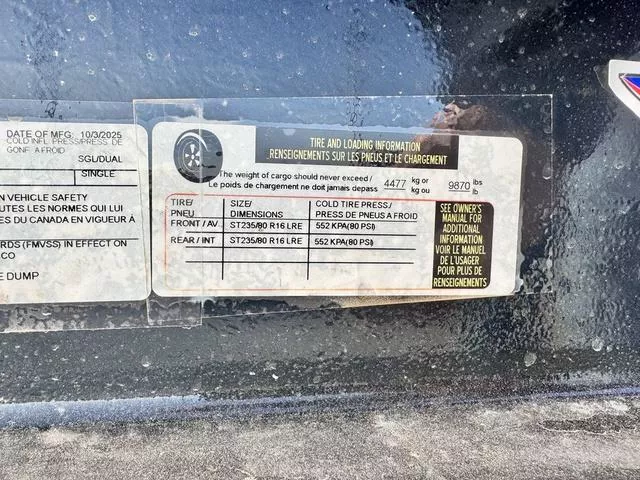 DATE OF MFG: 10/3/2025
COLD INFL PRESS/PRESS DE
GONF A FROID
SGL/DUAL
SINGLE
N VEHICLE SAFETY
UTES LES NORMES QUI LUI
S DU CANADA EN VIGUEUR À
RDS (FMVSS) IN EFFECT ON
CO
E DUMP
TIRE AND LOADING INFORMATION
RENSEIGNEMENTS SUR LES PNEUS ET LE CHARGEMENT
The weight of cargo should never exceed /
Le poids de chargement ne doit jamais depass
4477 kg or
kg ou
9870 lbs
lb
TIRE/
PNEU
SIZE/
DIMENSIONS
COLD TIRE PRESS/
PRESS DE PNEUS A FROID
FRONT / AV ST235/80 R16 LRE 552 KPA(80 PSI)
REAR / INT ST235/80 R16 LRE 552 KPA(80 PSI)
SEE OWNER'S
MANUAL FOR
ADDITIONAL
INFORMATION
VOIR LE MANUEL
DE L'USAGER
POUR PLUS DE
RENSEIGNEMENTS